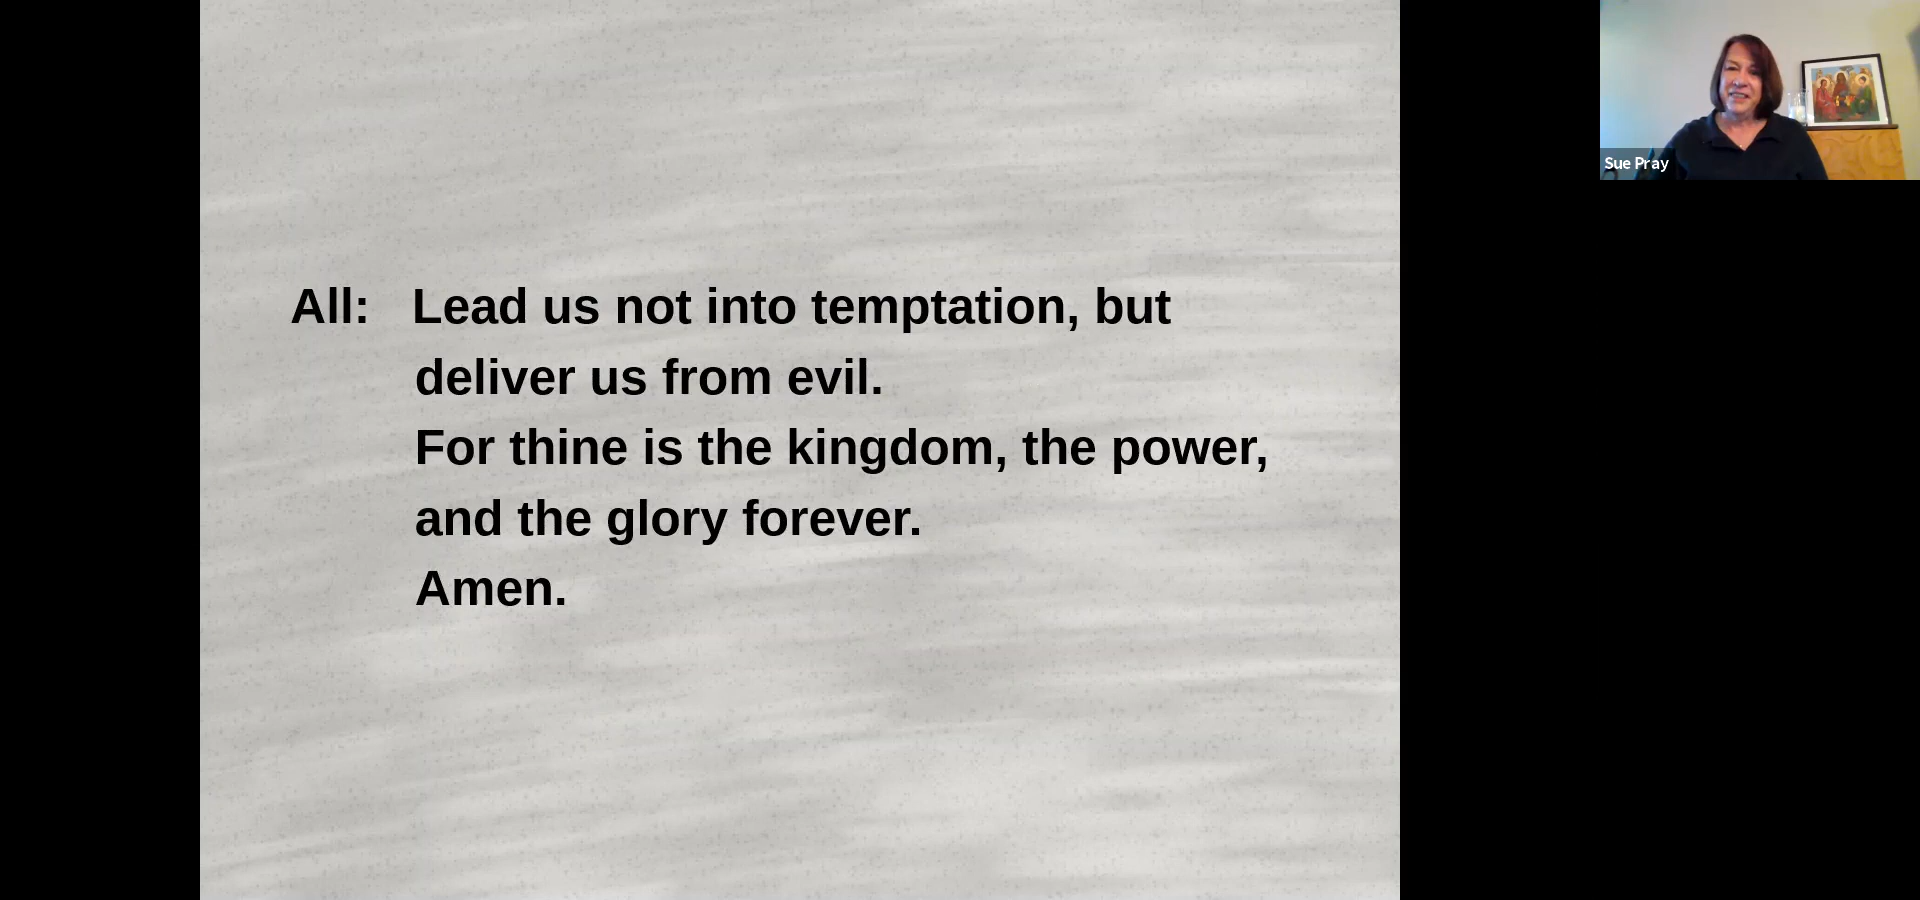 All: Lead us not into temptation, but
deliver us from evil.
For thine is the kingdom, the power,
and the glory forever.
Amen.
Sue Pray